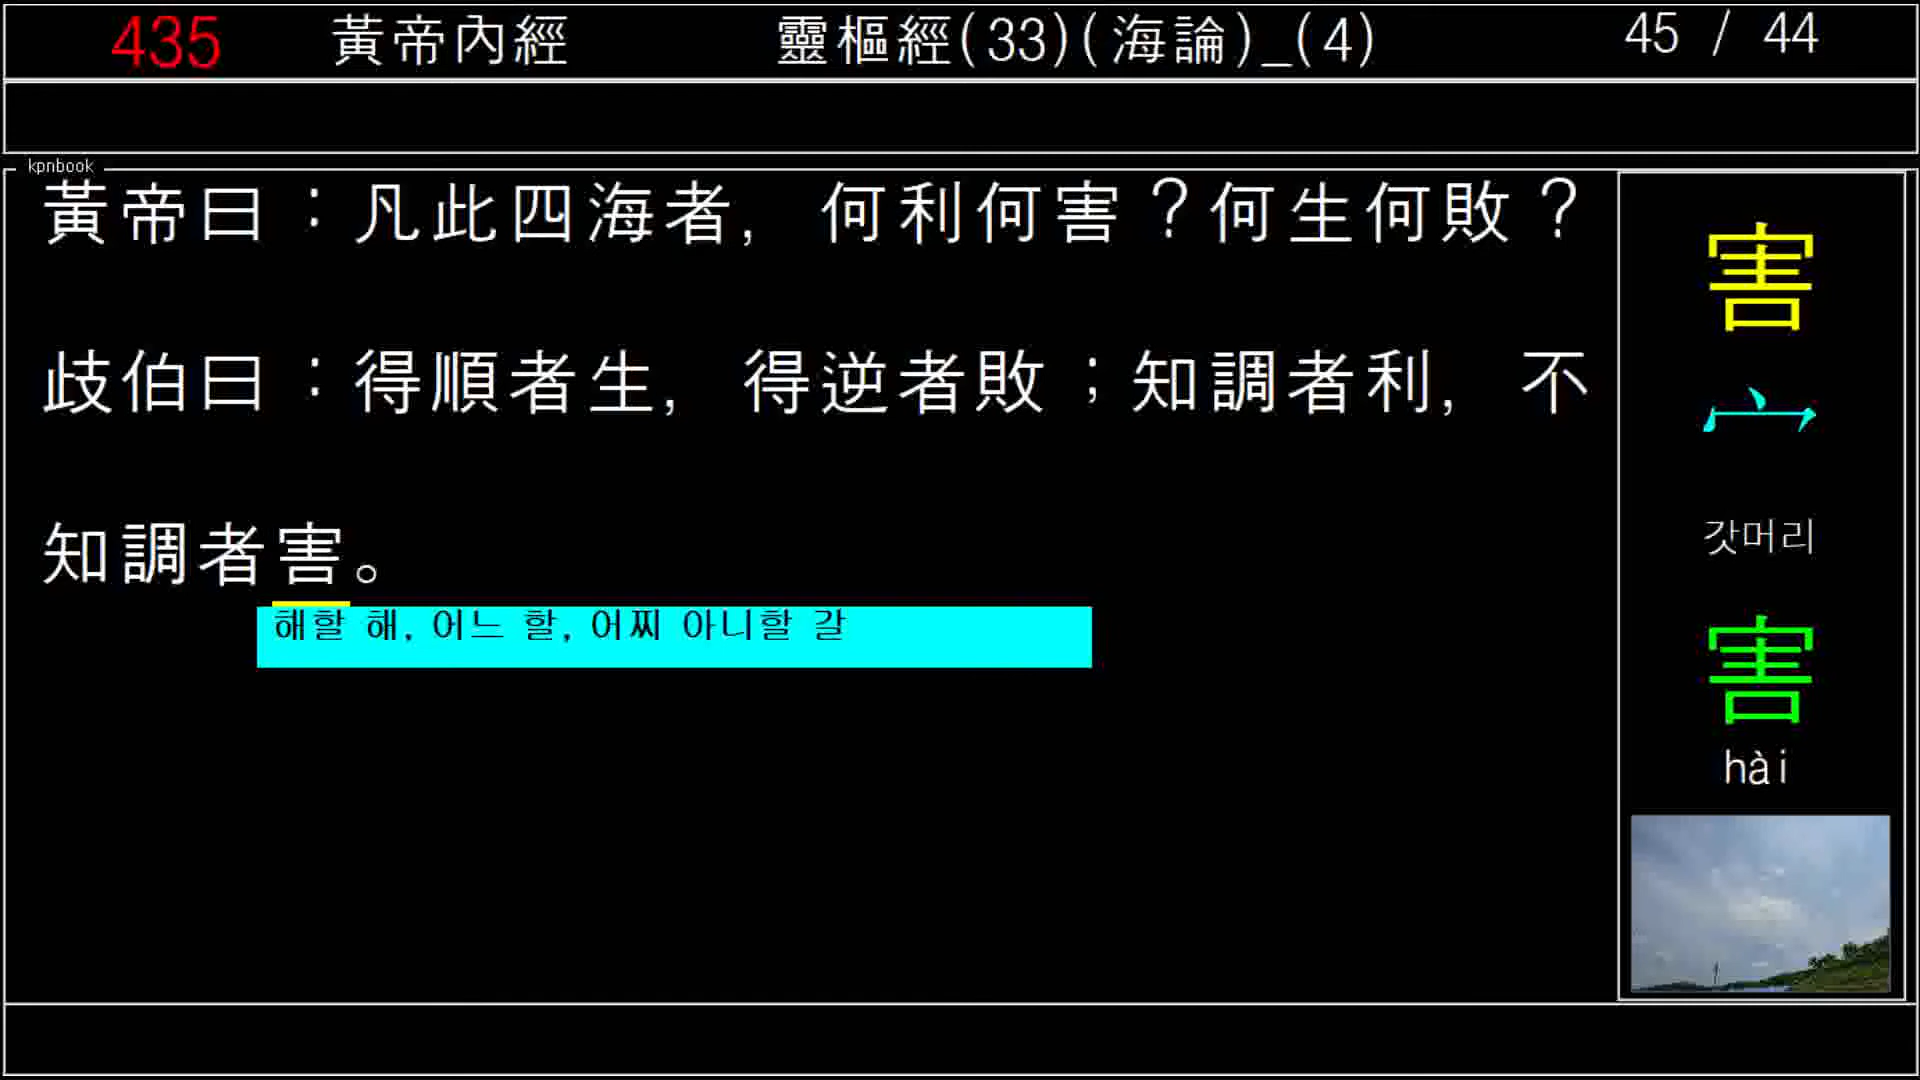 435 黃帝內經 靈樞經(33)(海論)_(4) 45 / 44
kpnbook
黃帝曰：凡此四海者, 何利何害？何生何敗？
歧伯曰：得順者生, 得逆者敗；知調者利, 不
知調者害。
해할 해, 어느 할, 어찌 아니할 갈
害
宀
갓머리
害
hài